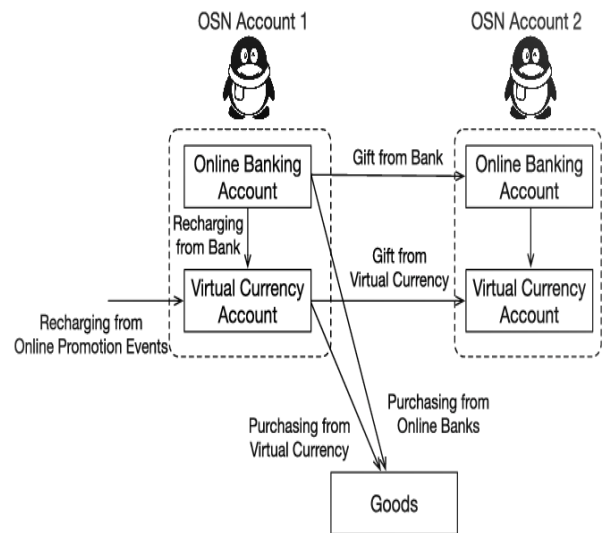 OSN Account 1
OSN Account 2
Online Banking
Account
Gift from Bank
Online Banking
Account
Recharging
from Bank
Gift from
Virtual Currency
Virtual Currency
Account
Virtual Currency
Account
Recharging from
Online Promotion Events
Purchasing from
Virtual Currency
Purchasing from
Online Banks
Goods